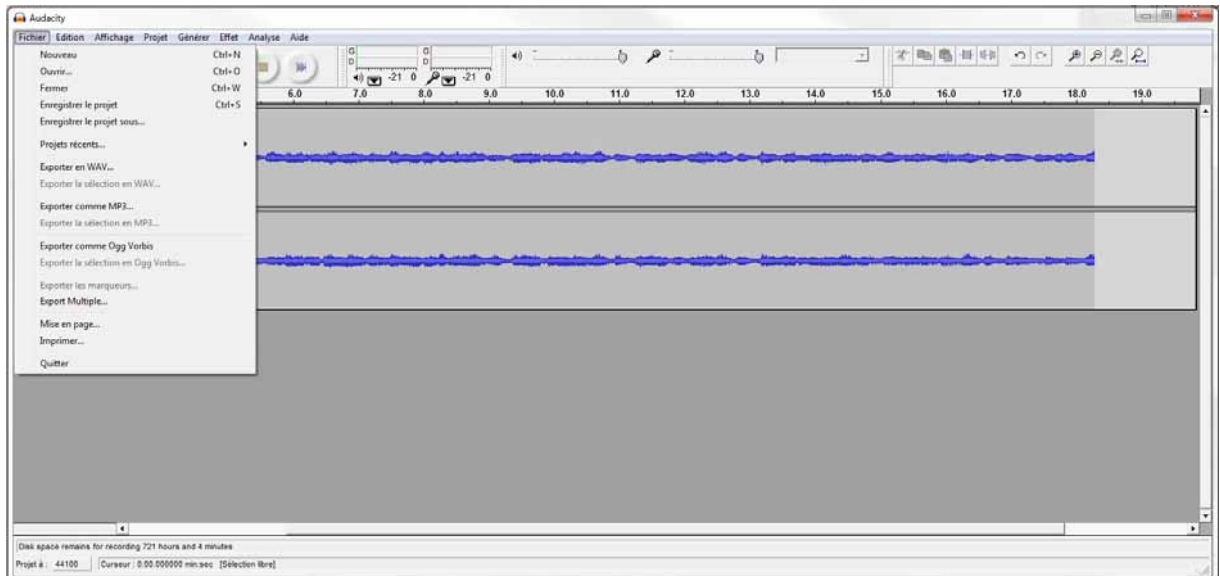 Audacity
Fichier Edition Affichage Projet Générer Effet Analyse Aide
Nouveau Ctrl+N
Ouvrir... Ctrl+O
Fermer Ctrl+W
Enregistrer le projet Ctrl+S
Enregistrer le projet sous...
Projets récents...
Exporter en WAV...
Exporter la sélection en WAV...
Exporter comme MP3...
Exporter la sélection en MP3...
Exporter comme Ogg Vorbis
Exporter la sélection en Ogg Vorbis...
Exporter les marqueurs...
Export Multiple...
Mise en page...
Imprimer...
Quitter
G G
D D
-21 0 -21 0
6.0 7.0 8.0 9.0 10.0 11.0 12.0 13.0 14.0 15.0 16.0 17.0 18.0 19.0
Disk space remains for recording 721 hours and 4 minutes
Projet à : 44100 Curseur : 0:00.000000 min:sec [Sélection libre]